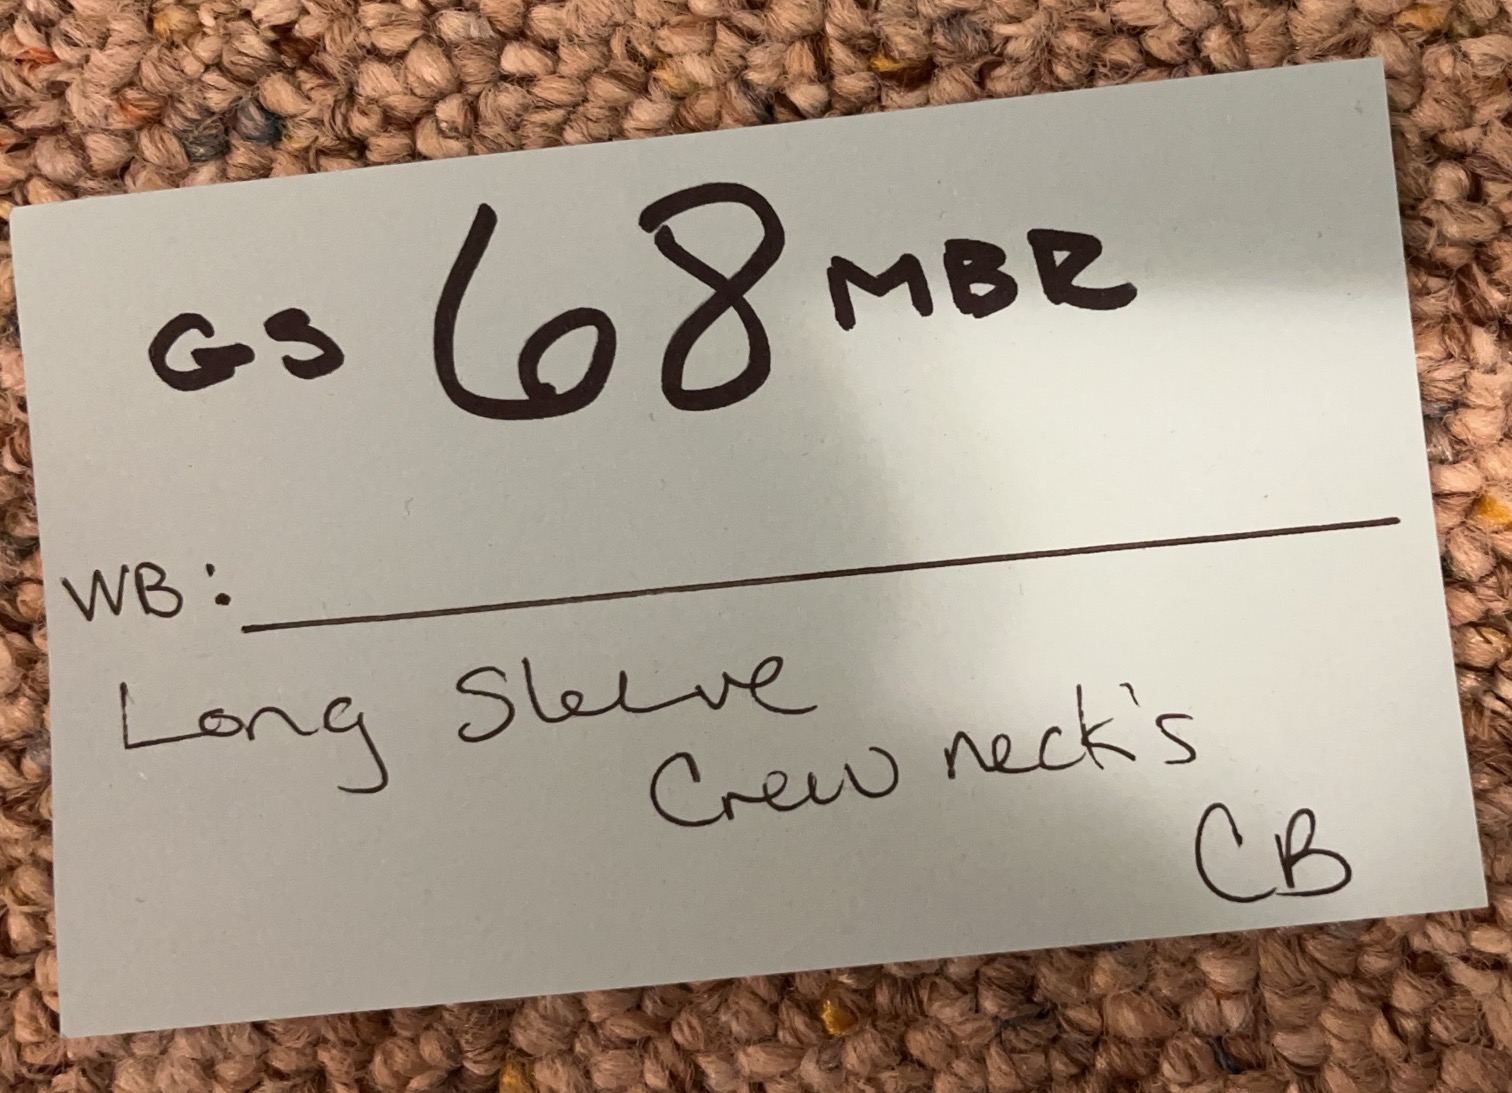 GS 68 MBR
WB:
Long Sleeve
Crew neck's
CB